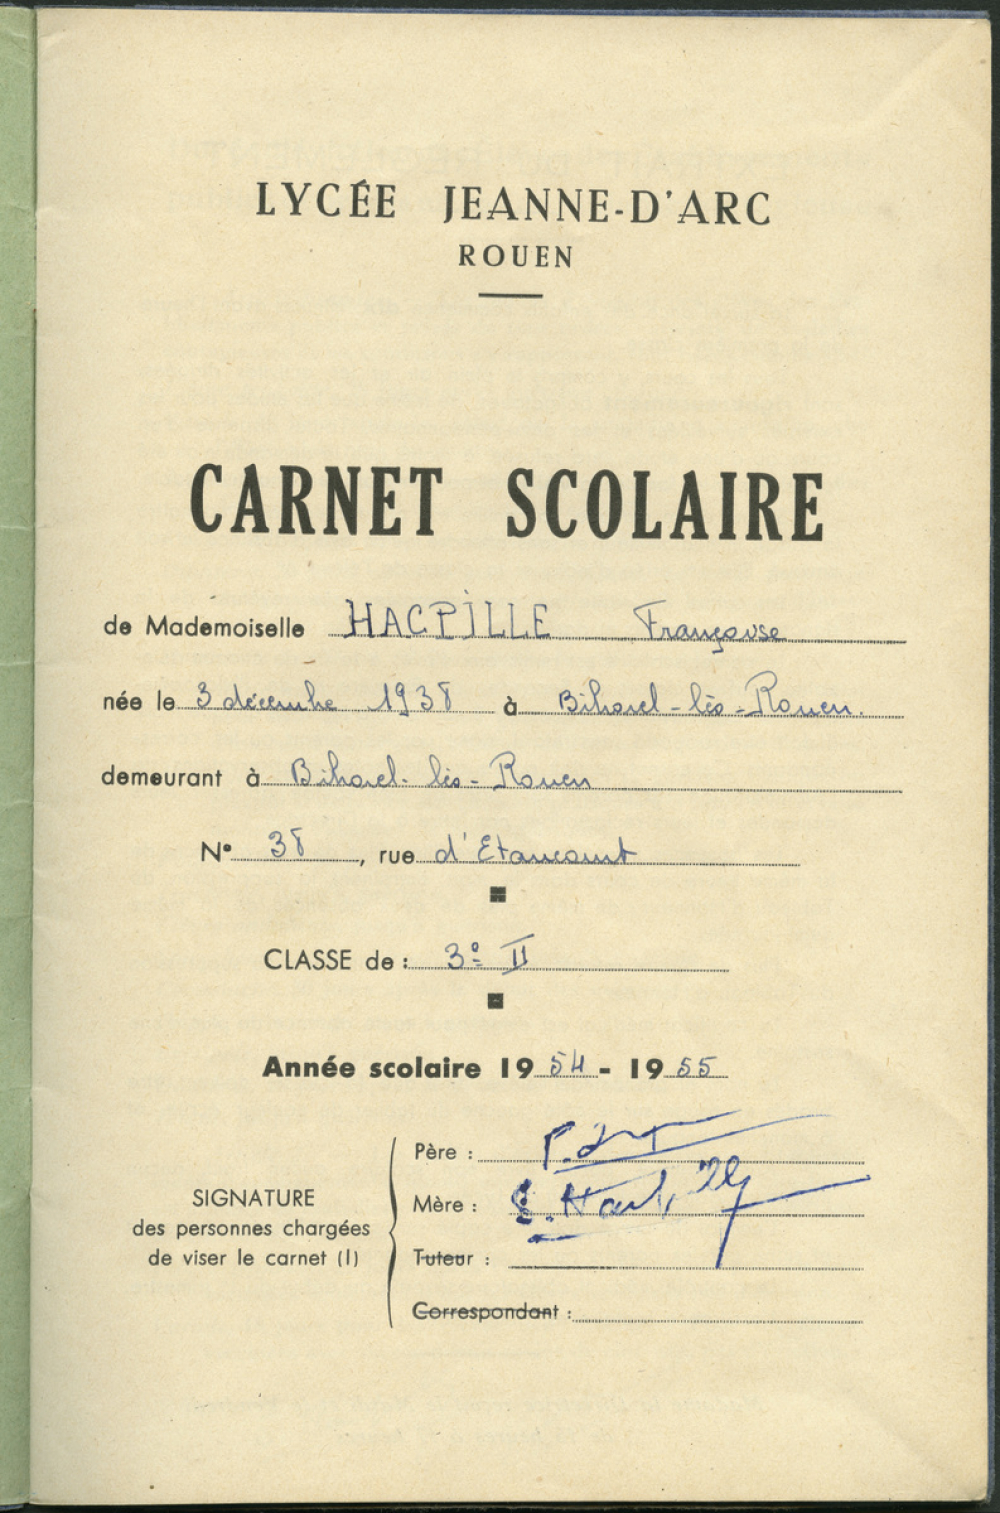 LYCÉE JEANNE-D'ARC
ROUEN
CARNET SCOLAIRE
de Mademoiselle HACPILLE Françoise
née le 3 décembre 1938 à Bihorel-lès-Rouen.
demeurant à Bihorel-lès-Rouen
N° 38, rue d'Etancourt
CLASSE de : 3e II
Année scolaire 1954 - 1955
SIGNATURE
des personnes chargées
de viser le carnet (1)
Père :
Mère :
Tuteur :
Correspondant :